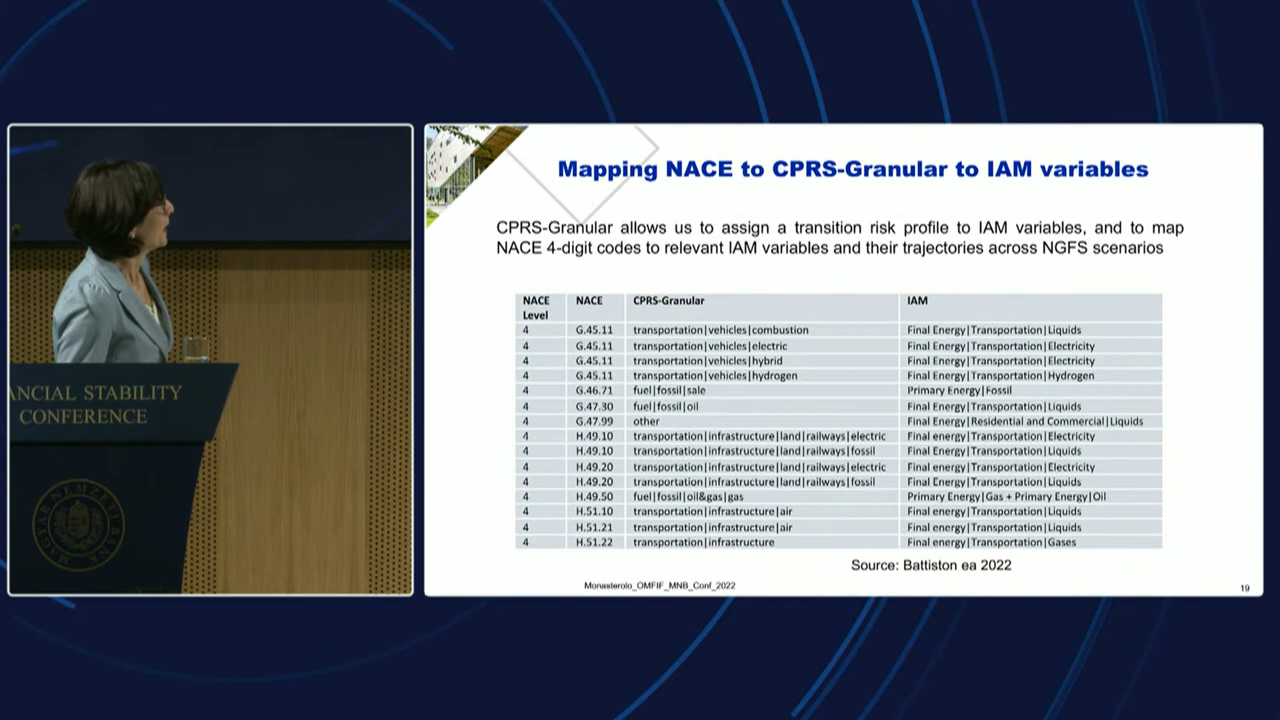 Mapping NACE to CPRS-Granular to IAM variables
CPRS-Granular allows us to assign a transition risk profile to IAM variables, and to map
NACE 4-digit codes to relevant IAM variables and their trajectories across NGFS scenarios
NACE Level NACE CPRS-Granular IAM
4 G.45.11 transportation|vehicles|combustion Final Energy|Transportation|Liquids
4 G.45.11 transportation|vehicles|electric Final Energy|Transportation|Electricity
4 G.45.11 transportation|vehicles|hybrid Final Energy|Transportation|Electricity
4 G.45.11 transportation|vehicles|hydrogen Final Energy|Transportation|Hydrogen
4 G.46.71 fuel|fossil|sale Primary Energy|Fossil
4 G.47.30 fuel|fossil|oil Final Energy|Transportation|Liquids
4 G.47.99 other Final Energy|Residential and Commercial|Liquids
4 H.49.10 transportation|infrastructure|land|railways|electric Final energy|Transportation|Electricity
4 H.49.10 transportation|infrastructure|land|railways|fossil Final energy|Transportation|Liquids
4 H.49.20 transportation|infrastructure|land|railways|electric Final energy|Transportation|Electricity
4 H.49.20 transportation|infrastructure|land|railways|fossil Final energy|Transportation|Liquids
4 H.49.50 fuel|fossil|oil&gas|gas Primary Energy|Gas + Primary Energy|Oil
4 H.51.10 transportation|infrastructure|air Final energy|Transportation|Liquids
4 H.51.21 transportation|infrastructure|air Final energy|Transportation|Liquids
4 H.51.22 transportation|infrastructure Final energy|Transportation|Gases
Source: Battiston ea 2022
Monasterolo_OMFIF_MNB_Conf_2022
19
ANCIAL STABILITY
CONFERENCE
MAGYAR NEMZETI BANK